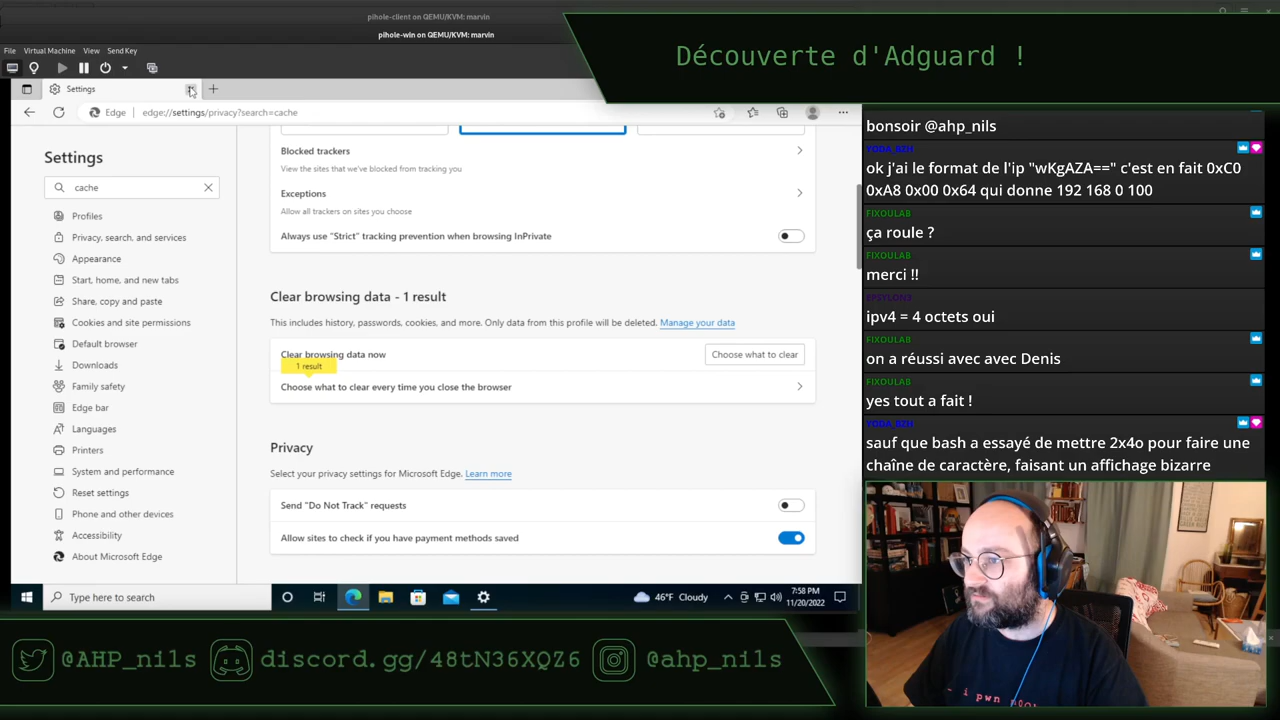 pihole-client on QEMU/KVM: marvin
pihole-win on QEMU/KVM: marvin
File Virtual Machine View Send Key
Découverte d'Adguard !
Settings
Edge edge://settings/privacy?search=cache
Settings
cache
Profiles
Privacy, search, and services
Appearance
Start, home, and new tabs
Share, copy and paste
Cookies and site permissions
Default browser
Downloads
Family safety
Edge bar
Languages
Printers
System and performance
Reset settings
Phone and other devices
Accessibility
About Microsoft Edge
Blocked trackers
View the sites that we've blocked from tracking you
Exceptions
Allow all trackers on sites you choose
Always use "Strict" tracking prevention when browsing InPrivate
Clear browsing data - 1 result
This includes history, passwords, cookies, and more. Only data from this profile will be deleted. Manage your data
Clear browsing data now
Choose what to clear
1 result
Choose what to clear every time you close the browser
Privacy
Select your privacy settings for Microsoft Edge. Learn more
Send "Do Not Track" requests
Allow sites to check if you have payment methods saved
Type here to search
46°F Cloudy
7:58 PM
11/20/2022
bonsoir @ahp_nils
YODA_BZH
ok j'ai le format de l'ip "wKgAZA==" c'est en fait 0xC0
0xA8 0x00 0x64 qui donne 192 168 0 100
FIXOULAB
ça roule ?
FIXOULAB
merci !!
ipv4 = 4 octets oui
FIXOULAB
on a réussi avec avec Denis
FIXOULAB
yes tout a fait !
YODA_BZH
sauf que bash a essayé de mettre 2x4o pour faire une
chaîne de caractère, faisant un affichage bizarre
@AHP_nils
discord.gg/48tN36XQZ6
@ahp_nils